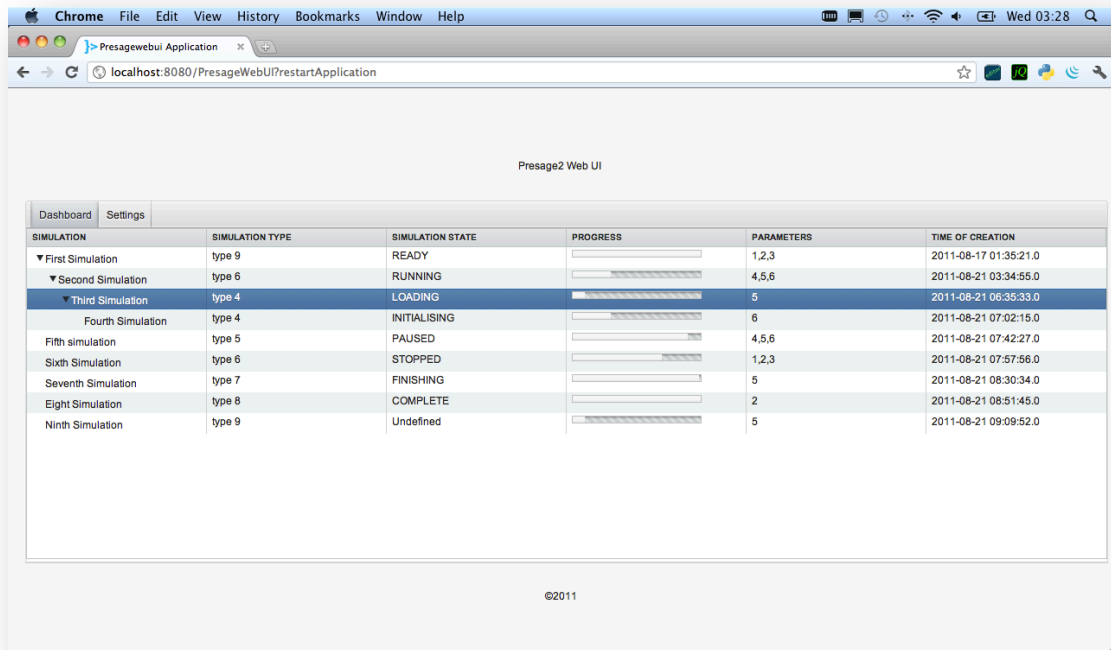 Chrome File Edit View History Bookmarks Window Help Wed 03:28
Presagewebui Application
localhost:8080/PresageWebUI?restartApplication
jQ
Presage2 Web UI
Dashboard Settings
SIMULATION SIMULATION TYPE SIMULATION STATE PROGRESS PARAMETERS TIME OF CREATION
First Simulation type 9 READY 1,2,3 2011-08-17 01:35:21.0
Second Simulation type 6 RUNNING 4,5,6 2011-08-21 03:34:55.0
Third Simulation type 4 LOADING 5 2011-08-21 06:35:33.0
Fourth Simulation type 4 INITIALISING 6 2011-08-21 07:02:15.0
Fifth simulation type 5 PAUSED 4,5,6 2011-08-21 07:42:27.0
Sixth Simulation type 6 STOPPED 1,2,3 2011-08-21 07:57:56.0
Seventh Simulation type 7 FINISHING 5 2011-08-21 08:30:34.0
Eight Simulation type 8 COMPLETE 2 2011-08-21 08:51:45.0
Ninth Simulation type 9 Undefined 5 2011-08-21 09:09:52.0
©2011